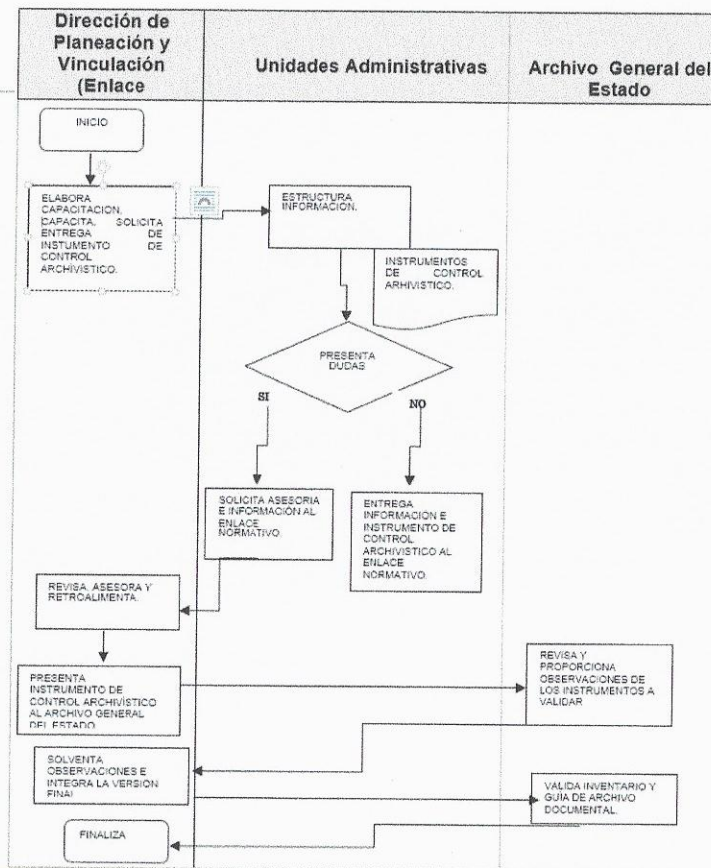 Dirección de
Planeación y
Vinculación
(Enlace
Unidades Administrativas
Archivo General del
Estado
INICIO
ELABORA
CAPACITACION,
CAPACITA, SOLICITA
ENTREGA DE
INSTUMENTO DE
CONTROL
ARCHIVISTICO.
ESTRUCTURA
INFORMACION.
INSTRUMENTOS
DE CONTROL
ARHIVISTICO.
PRESENTA
DUDAS
SI
NO
SOLICITA ASESORIA
E INFORMACIÓN AL
ENLACE
NORMATIVO.
ENTREGA
INFORMACION E
INSTRUMENTO DE
CONTROL
ARCHIVISTICO AL
ENLACE
NORMATIVO.
REVISA, ASESORA Y
RETROALIMENTA.
PRESENTA
INSTRUMENTO DE
CONTROL ARCHIVÍSTICO
AL ARCHIVO GENERAL
DEL ESTADO
REVISA Y
PROPORCIONA
OBSERVACIONES DE
LOS INSTRUMENTOS A
VALIDAR
SOLVENTA
OBSERVACIONES E
INTEGRA LA VERSION
FINAL
VALIDA INVENTARIO Y
GUÍA DE ARCHIVO
DOCUMENTAL.
FINALIZA